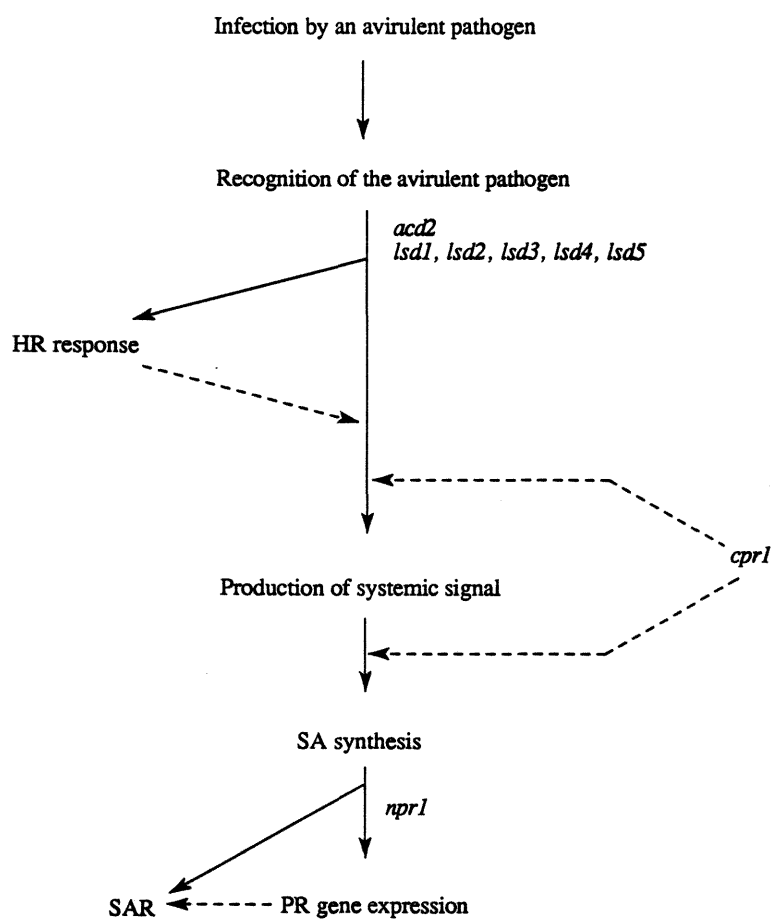 Infection by an avirulent pathogen
Recognition of the avirulent pathogen
acd2
lsd1, lsd2, lsd3, lsd4, lsd5
HR response
cpr1
Production of systemic signal
SA synthesis
npr1
SAR
PR gene expression